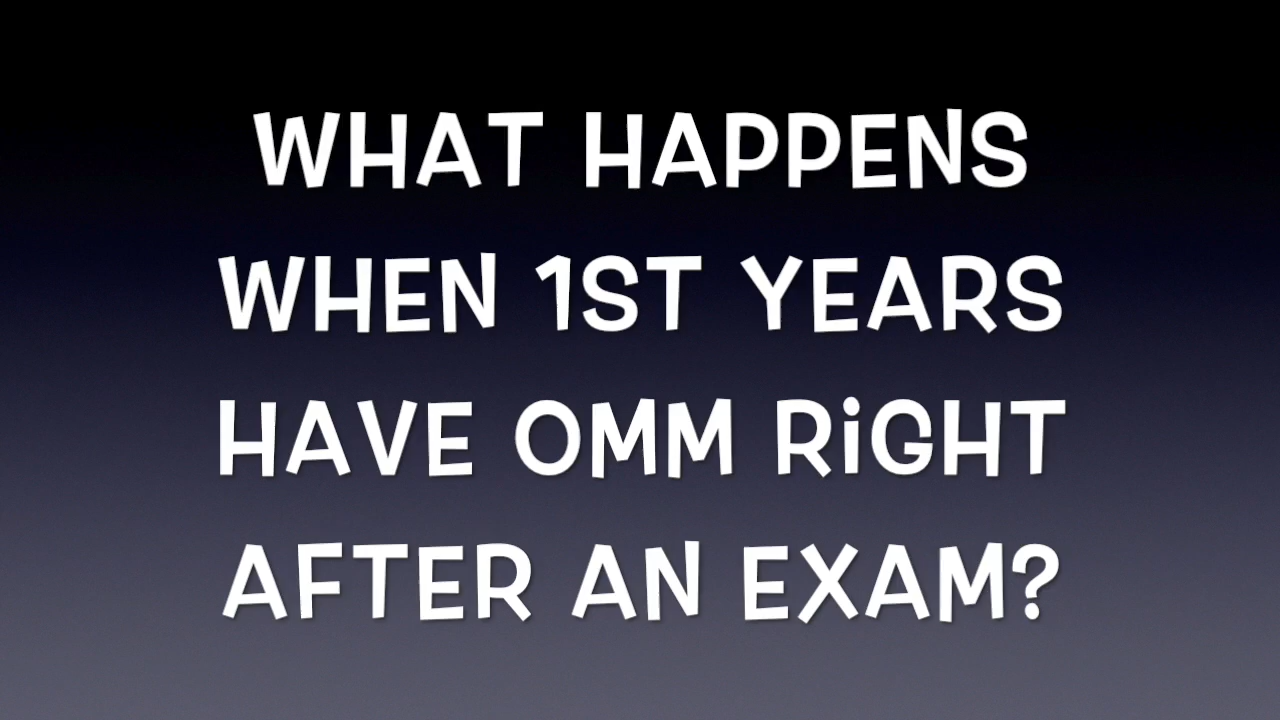 WHAT HAPPENS
WHEN 1ST YEARS
HAVE OMM RiGHT
AFTER AN EXAM?